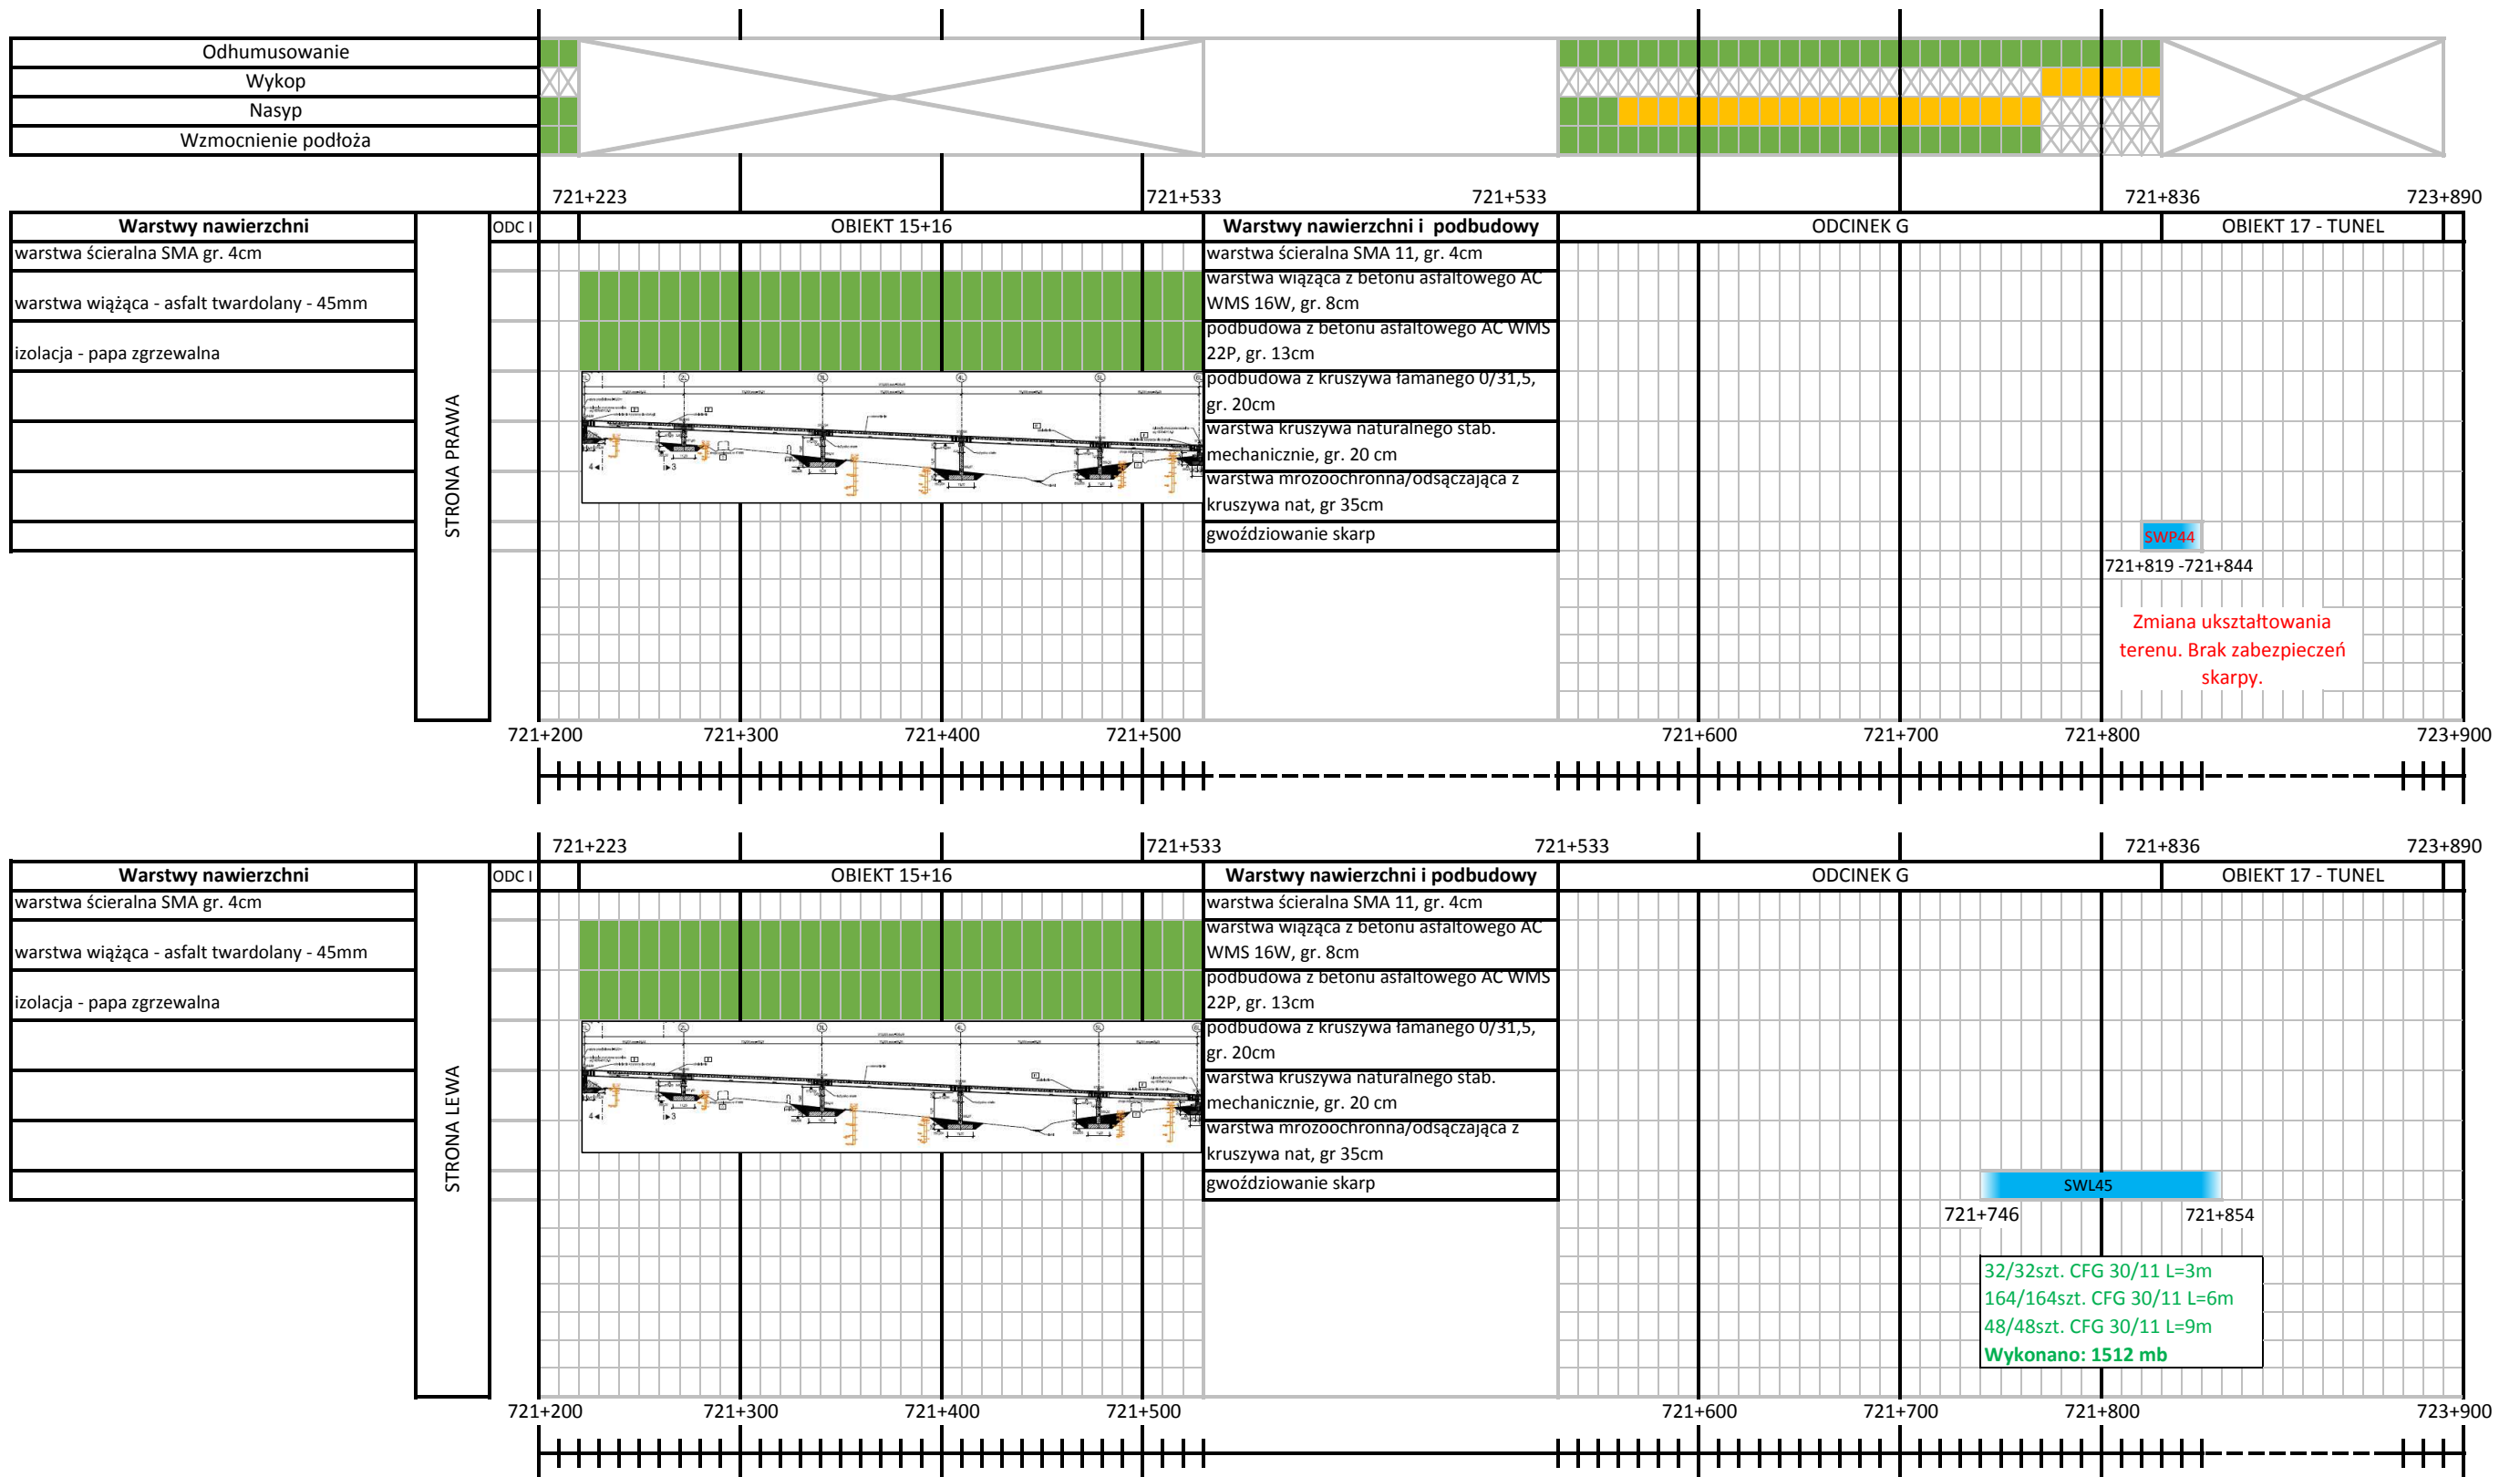 Odhumusowanie
Wykop
Nasyp
Wzmocnienie podłoża
721+223
721+533
721+533
721+836
723+890
Warstwy nawierzchni
STRONA PRAWA
ODC I
OBIEKT 15+16
Warstwy nawierzchni i podbudowy
ODCINEK G
OBIEKT 17 - TUNEL
warstwa ścieralna SMA gr. 4cm
warstwa wiążąca - asfalt twardolany - 45mm
izolacja - papa zgrzewalna
warstwa ścieralna SMA 11, gr. 4cm
warstwa wiążąca z betonu asfaltowego AC
WMS 16W, gr. 8cm
podbudowa z betonu asfaltowego AC WMS
22P, gr. 13cm
podbudowa z kruszywa łamanego 0/31,5,
gr. 20cm
warstwa kruszywa naturalnego stab.
mechanicznie, gr. 20 cm
warstwa mrozoochronna/odsączająca z
kruszywa nat, gr 35cm
gwoździowanie skarp
4
3
SWP44
721+819 -721+844
Zmiana ukształtowania
terenu. Brak zabezpieczeń
skarpy.
721+200
721+300
721+400
721+500
721+600
721+700
721+800
723+900
721+223
721+533
721+533
721+836
723+890
Warstwy nawierzchni
STRONA LEWA
ODC I
OBIEKT 15+16
Warstwy nawierzchni i podbudowy
ODCINEK G
OBIEKT 17 - TUNEL
warstwa ścieralna SMA gr. 4cm
warstwa wiążąca - asfalt twardolany - 45mm
izolacja - papa zgrzewalna
warstwa ścieralna SMA 11, gr. 4cm
warstwa wiążąca z betonu asfaltowego AC
WMS 16W, gr. 8cm
podbudowa z betonu asfaltowego AC WMS
22P, gr. 13cm
podbudowa z kruszywa łamanego 0/31,5,
gr. 20cm
warstwa kruszywa naturalnego stab.
mechanicznie, gr. 20 cm
warstwa mrozoochronna/odsączająca z
kruszywa nat, gr 35cm
gwoździowanie skarp
4
3
SWL45
721+746
721+854
32/32szt. CFG 30/11 L=3m
164/164szt. CFG 30/11 L=6m
48/48szt. CFG 30/11 L=9m
Wykonano: 1512 mb
721+200
721+300
721+400
721+500
721+600
721+700
721+800
723+900